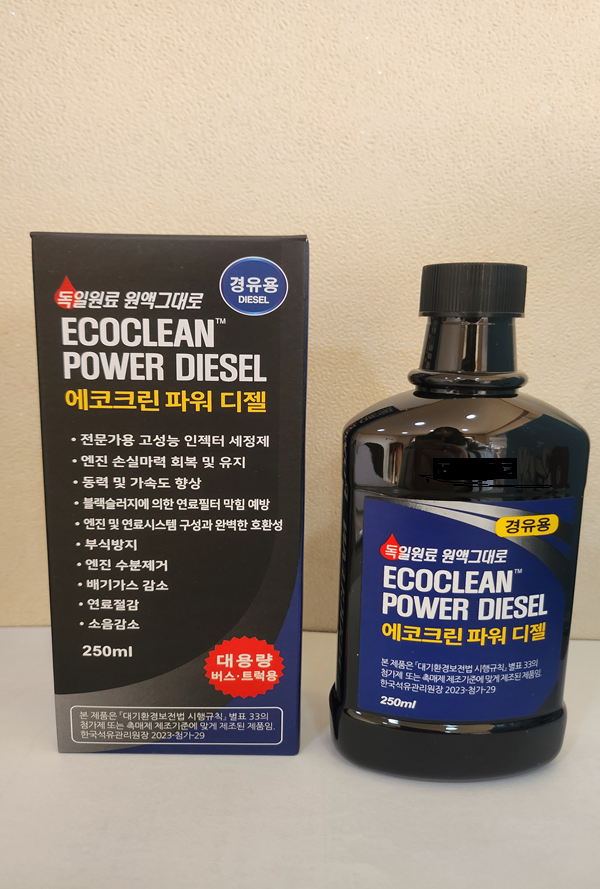 경유용
DIESEL
독일원료 원액그대로
ECOCLEAN™
POWER DIESEL
에코크린 파워 디젤
• 전문가용 고성능 인젝터 세정제
• 엔진 손실마력 회복 및 유지
• 동력 및 가속도 향상
• 블랙슬러지에 의한 연료필터 막힘 예방
• 엔진 및 연료시스템 구성과 완벽한 호환성
• 부식방지
• 엔진 수분제거
• 배기가스 감소
• 연료절감
• 소음감소
250ml
대용량
버스·트럭용
본 제품은 「대기환경보전법 시행규칙」 별표 33의
첨가제 또는 촉매제 제조기준에 맞게 제조된 제품임.
한국석유관리원장 2023-첨가-29
경유용
독일원료 원액그대로
ECOCLEAN™
POWER DIESEL
에코크린 파워 디젤
본 제품은 「대기환경보전법 시행규칙」 별표 33의
첨가제 또는 촉매제 제조기준에 맞게 제조된 제품임.
한국석유관리원장 2023-첨가-29
250ml